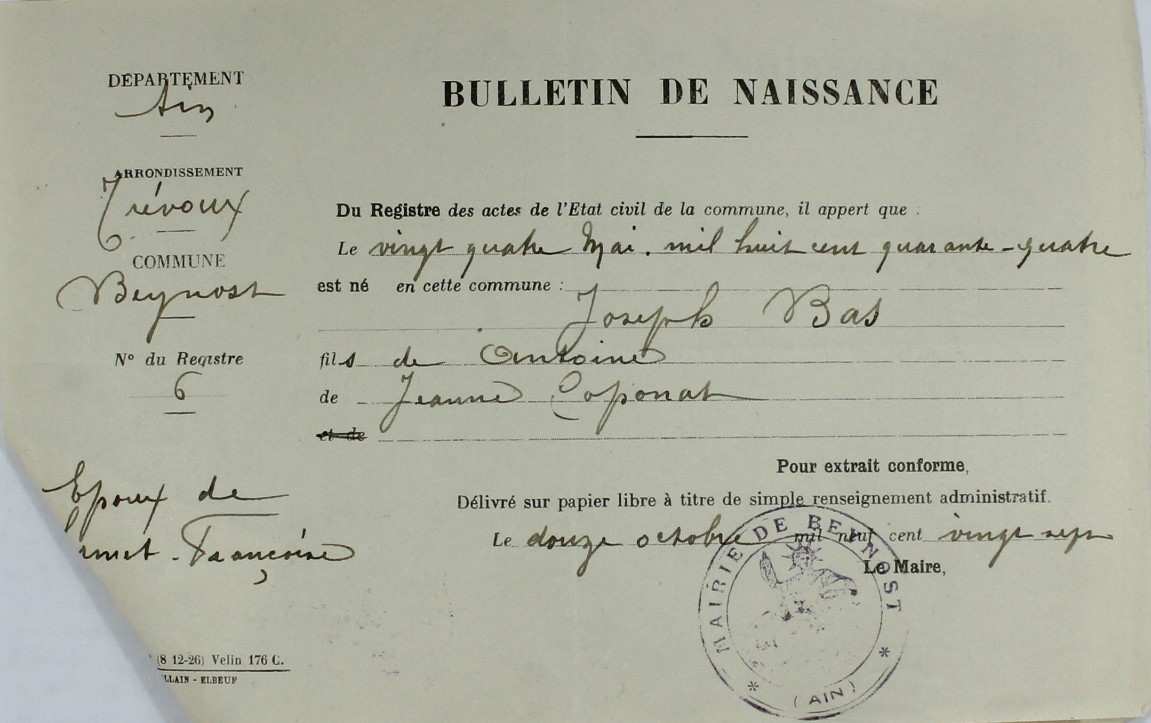 DÉPARTEMENT
Ain
ARRONDISSEMENT
Trévoux
COMMUNE
Beynost
N° du Registre
6
Epoux de
Françoise
(8 12-26) Velin 176 C.
LLAIN - ELBEUF
BULLETIN DE NAISSANCE
Du Registre des actes de l'Etat civil de la commune, il appert que :
Le vingt quatre Mai. mil huit cent quarante-quatre
est né en cette commune :
Joseph Bas
fils de Antoine
de Jeanne Coponat
et de
Pour extrait conforme,
Délivré sur papier libre à titre de simple renseignement administratif.
Le douze octobre mil neuf cent vingt sept
Le Maire,
MAIRIE DE BEYNOST
* (AIN) *